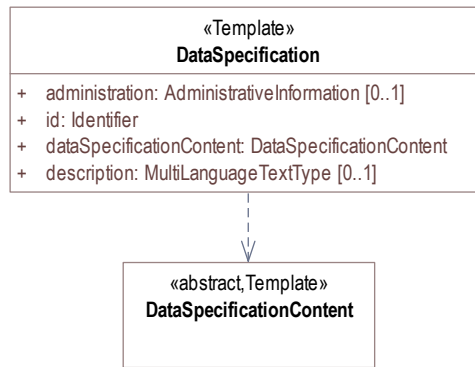 «Template»
DataSpecification
+ administration: AdministrativeInformation [0..1]
+ id: Identifier
+ dataSpecificationContent: DataSpecificationContent
+ description: MultiLanguageTextType [0..1]
«abstract,Template»
DataSpecificationContent